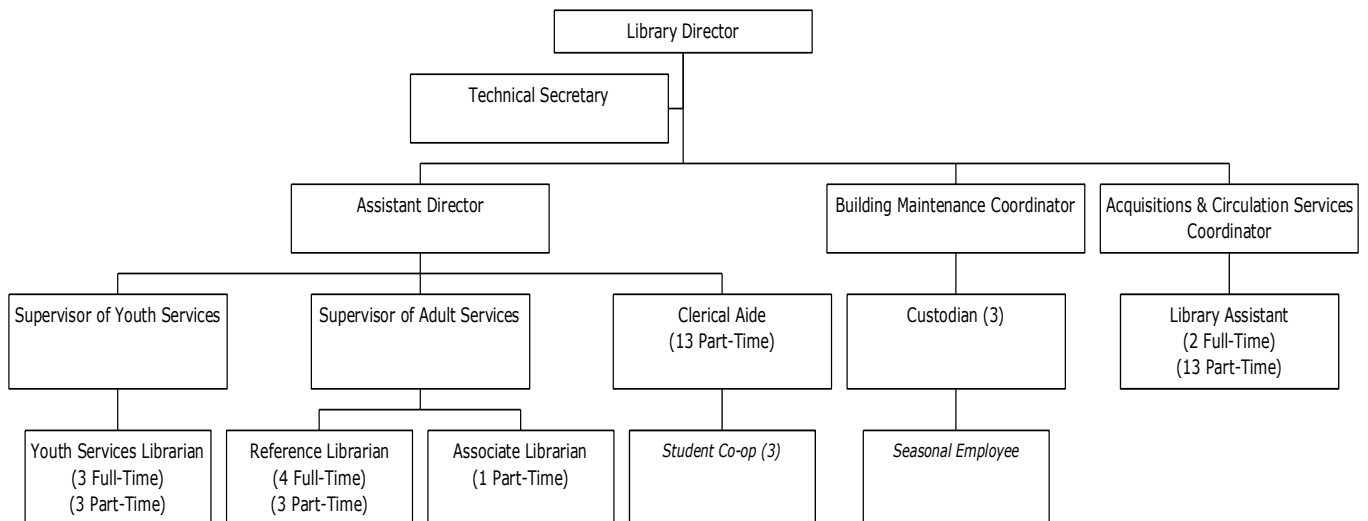 Library Director
Technical Secretary
Assistant Director
Building Maintenance Coordinator
Acquisitions & Circulation Services
Coordinator
Supervisor of Youth Services
Supervisor of Adult Services
Clerical Aide
(13 Part-Time)
Custodian (3)
Library Assistant
(2 Full-Time)
(13 Part-Time)
Youth Services Librarian
(3 Full-Time)
(3 Part-Time)
Reference Librarian
(4 Full-Time)
(3 Part-Time)
Associate Librarian
(1 Part-Time)
Student Co-op (3)
Seasonal Employee